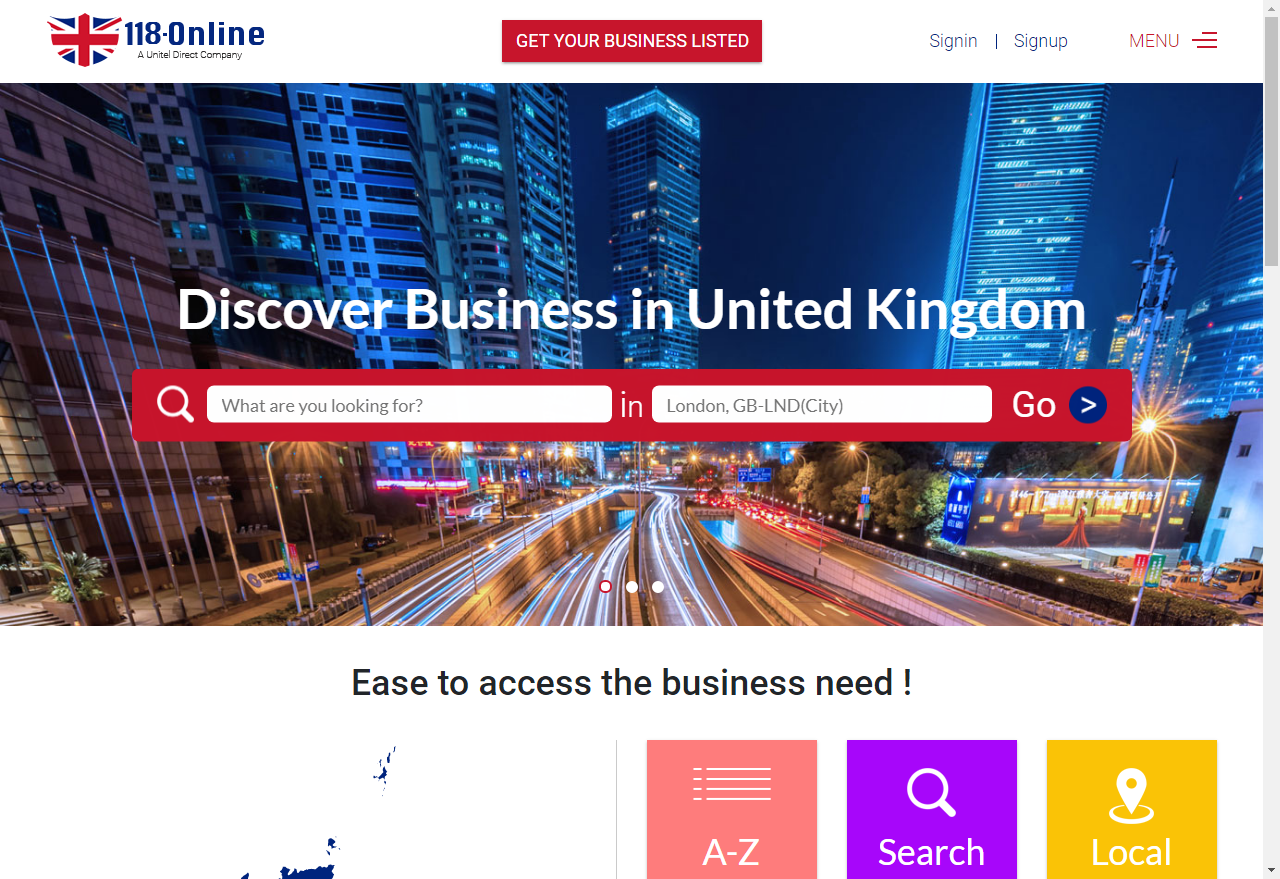 118-Online
A Unitel Direct Company
GET YOUR BUSINESS LISTED
Signin | Signup
MENU
Discover Business in United Kingdom
What are you looking for?
in
London, GB-LND(City)
Go >
Ease to access the business need !
A-Z
Search
Local